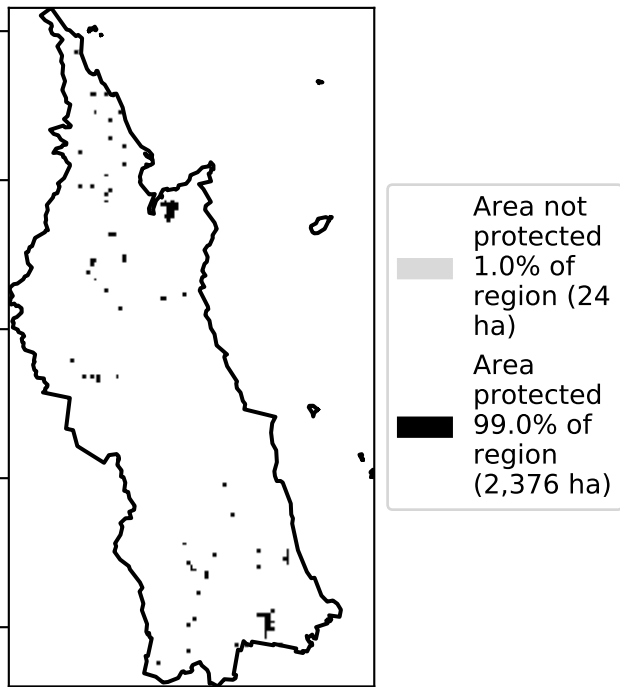 Area not
protected
1.0% of
region (24
ha)
Area
protected
99.0% of
region
(2,376 ha)